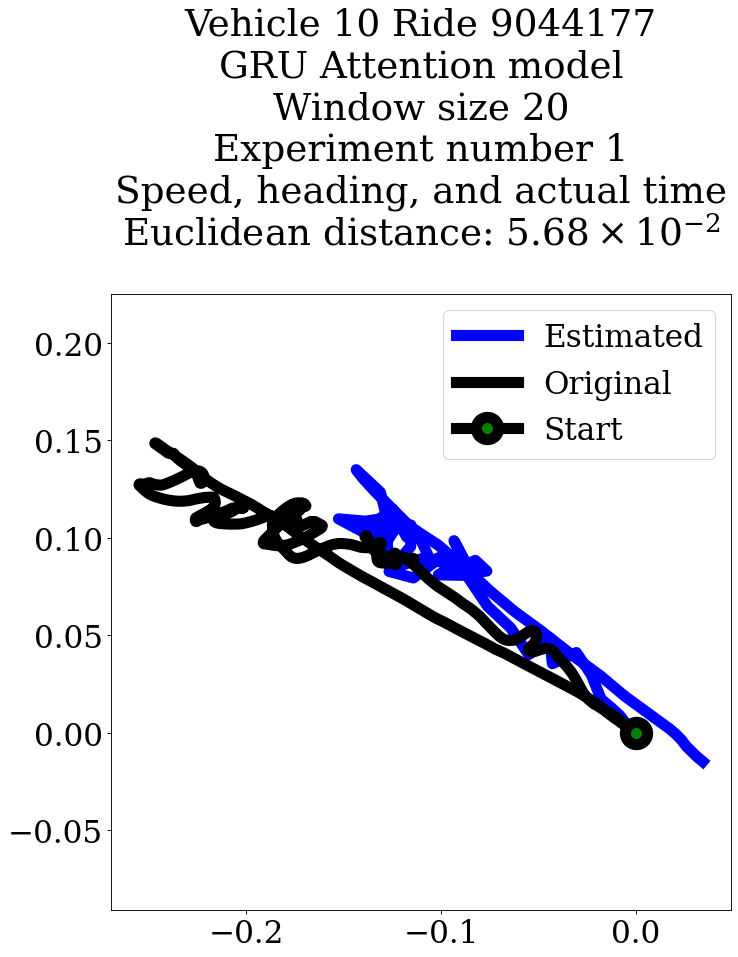 Vehicle 10 Ride 9044177
GRU Attention model
Window size 20
Experiment number 1
Speed, heading, and actual time
Euclidean distance: 5.68 × 10⁻²
Estimated
Original
Start
0.20
0.15
0.10
0.05
0.00
−0.05
−0.2
−0.1
0.0